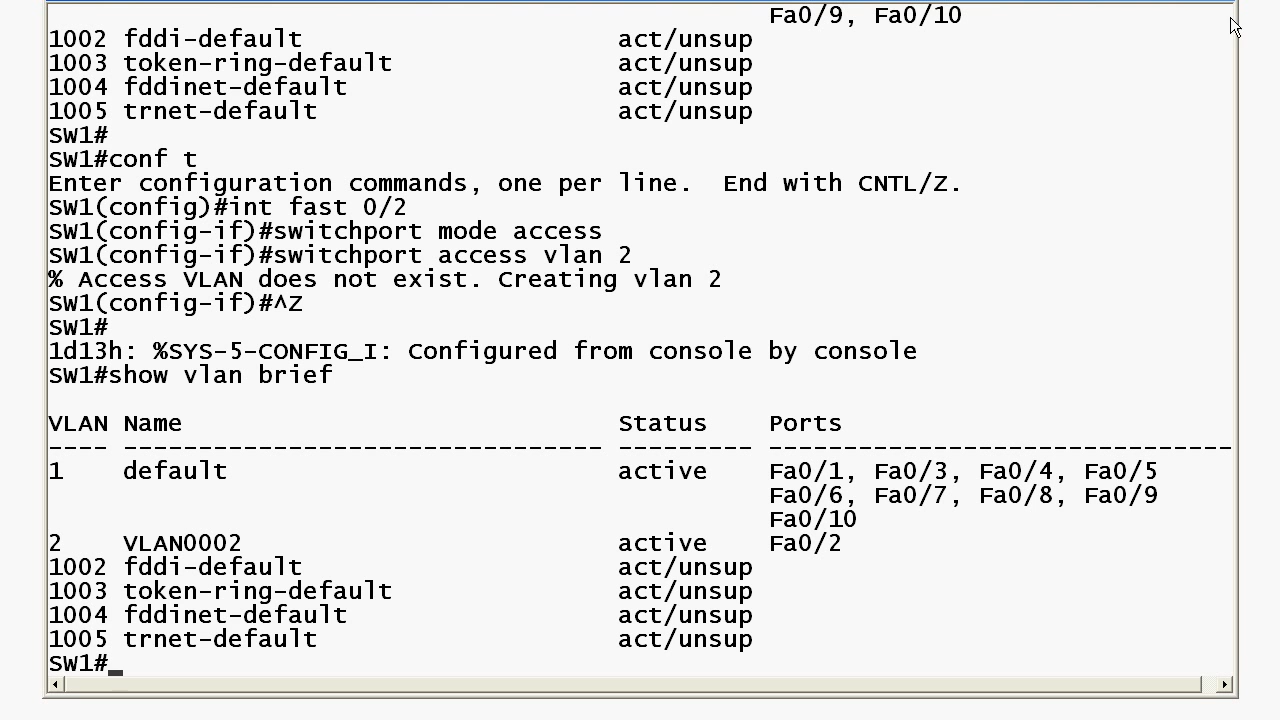 Fa0/9, Fa0/10
1002 fddi-default act/unsup
1003 token-ring-default act/unsup
1004 fddinet-default act/unsup
1005 trnet-default act/unsup
SW1#
SW1#conf t
Enter configuration commands, one per line.  End with CNTL/Z.
SW1(config)#int fast 0/2
SW1(config-if)#switchport mode access
SW1(config-if)#switchport access vlan 2
% Access VLAN does not exist. Creating vlan 2
SW1(config-if)#^Z
SW1#
1d13h: %SYS-5-CONFIG_I: Configured from console by console
SW1#show vlan brief
VLAN Name Status Ports
---- -------------------------------- --------- -------------------------------
1 default active Fa0/1, Fa0/3, Fa0/4, Fa0/5
Fa0/6, Fa0/7, Fa0/8, Fa0/9
Fa0/10
2 VLAN0002 active Fa0/2
1002 fddi-default act/unsup
1003 token-ring-default act/unsup
1004 fddinet-default act/unsup
1005 trnet-default act/unsup
SW1#_